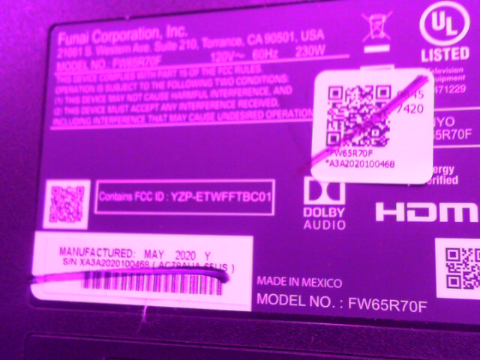 Funai Corporation, Inc.
21061 S. Western Ave. Suite 210, Torrance, CA 90501, USA
MODEL NO.: FW65R70F 120V~ 60Hz 230W
THIS DEVICE COMPLIES WITH PART 15 OF THE FCC RULES.
OPERATION IS SUBJECT TO THE FOLLOWING TWO CONDITIONS:
(1) THIS DEVICE MAY NOT CAUSE HARMFUL INTERFERENCE, AND
(2) THIS DEVICE MUST ACCEPT ANY INTERFERENCE RECEIVED,
INCLUDING INTERFERENCE THAT MAY CAUSE UNDESIRED OPERATION
UL
LISTED
471229
7420
*FW65R70F
*A3A2020100468
65R70F
Contains FCC ID : YZP-ETWFFTBC01
DOLBY
AUDIO
HDMI
MANUFACTURED: MAY 2020 Y
S/N XA3A2020100468
MADE IN MEXICO
MODEL NO. : FW65R70F